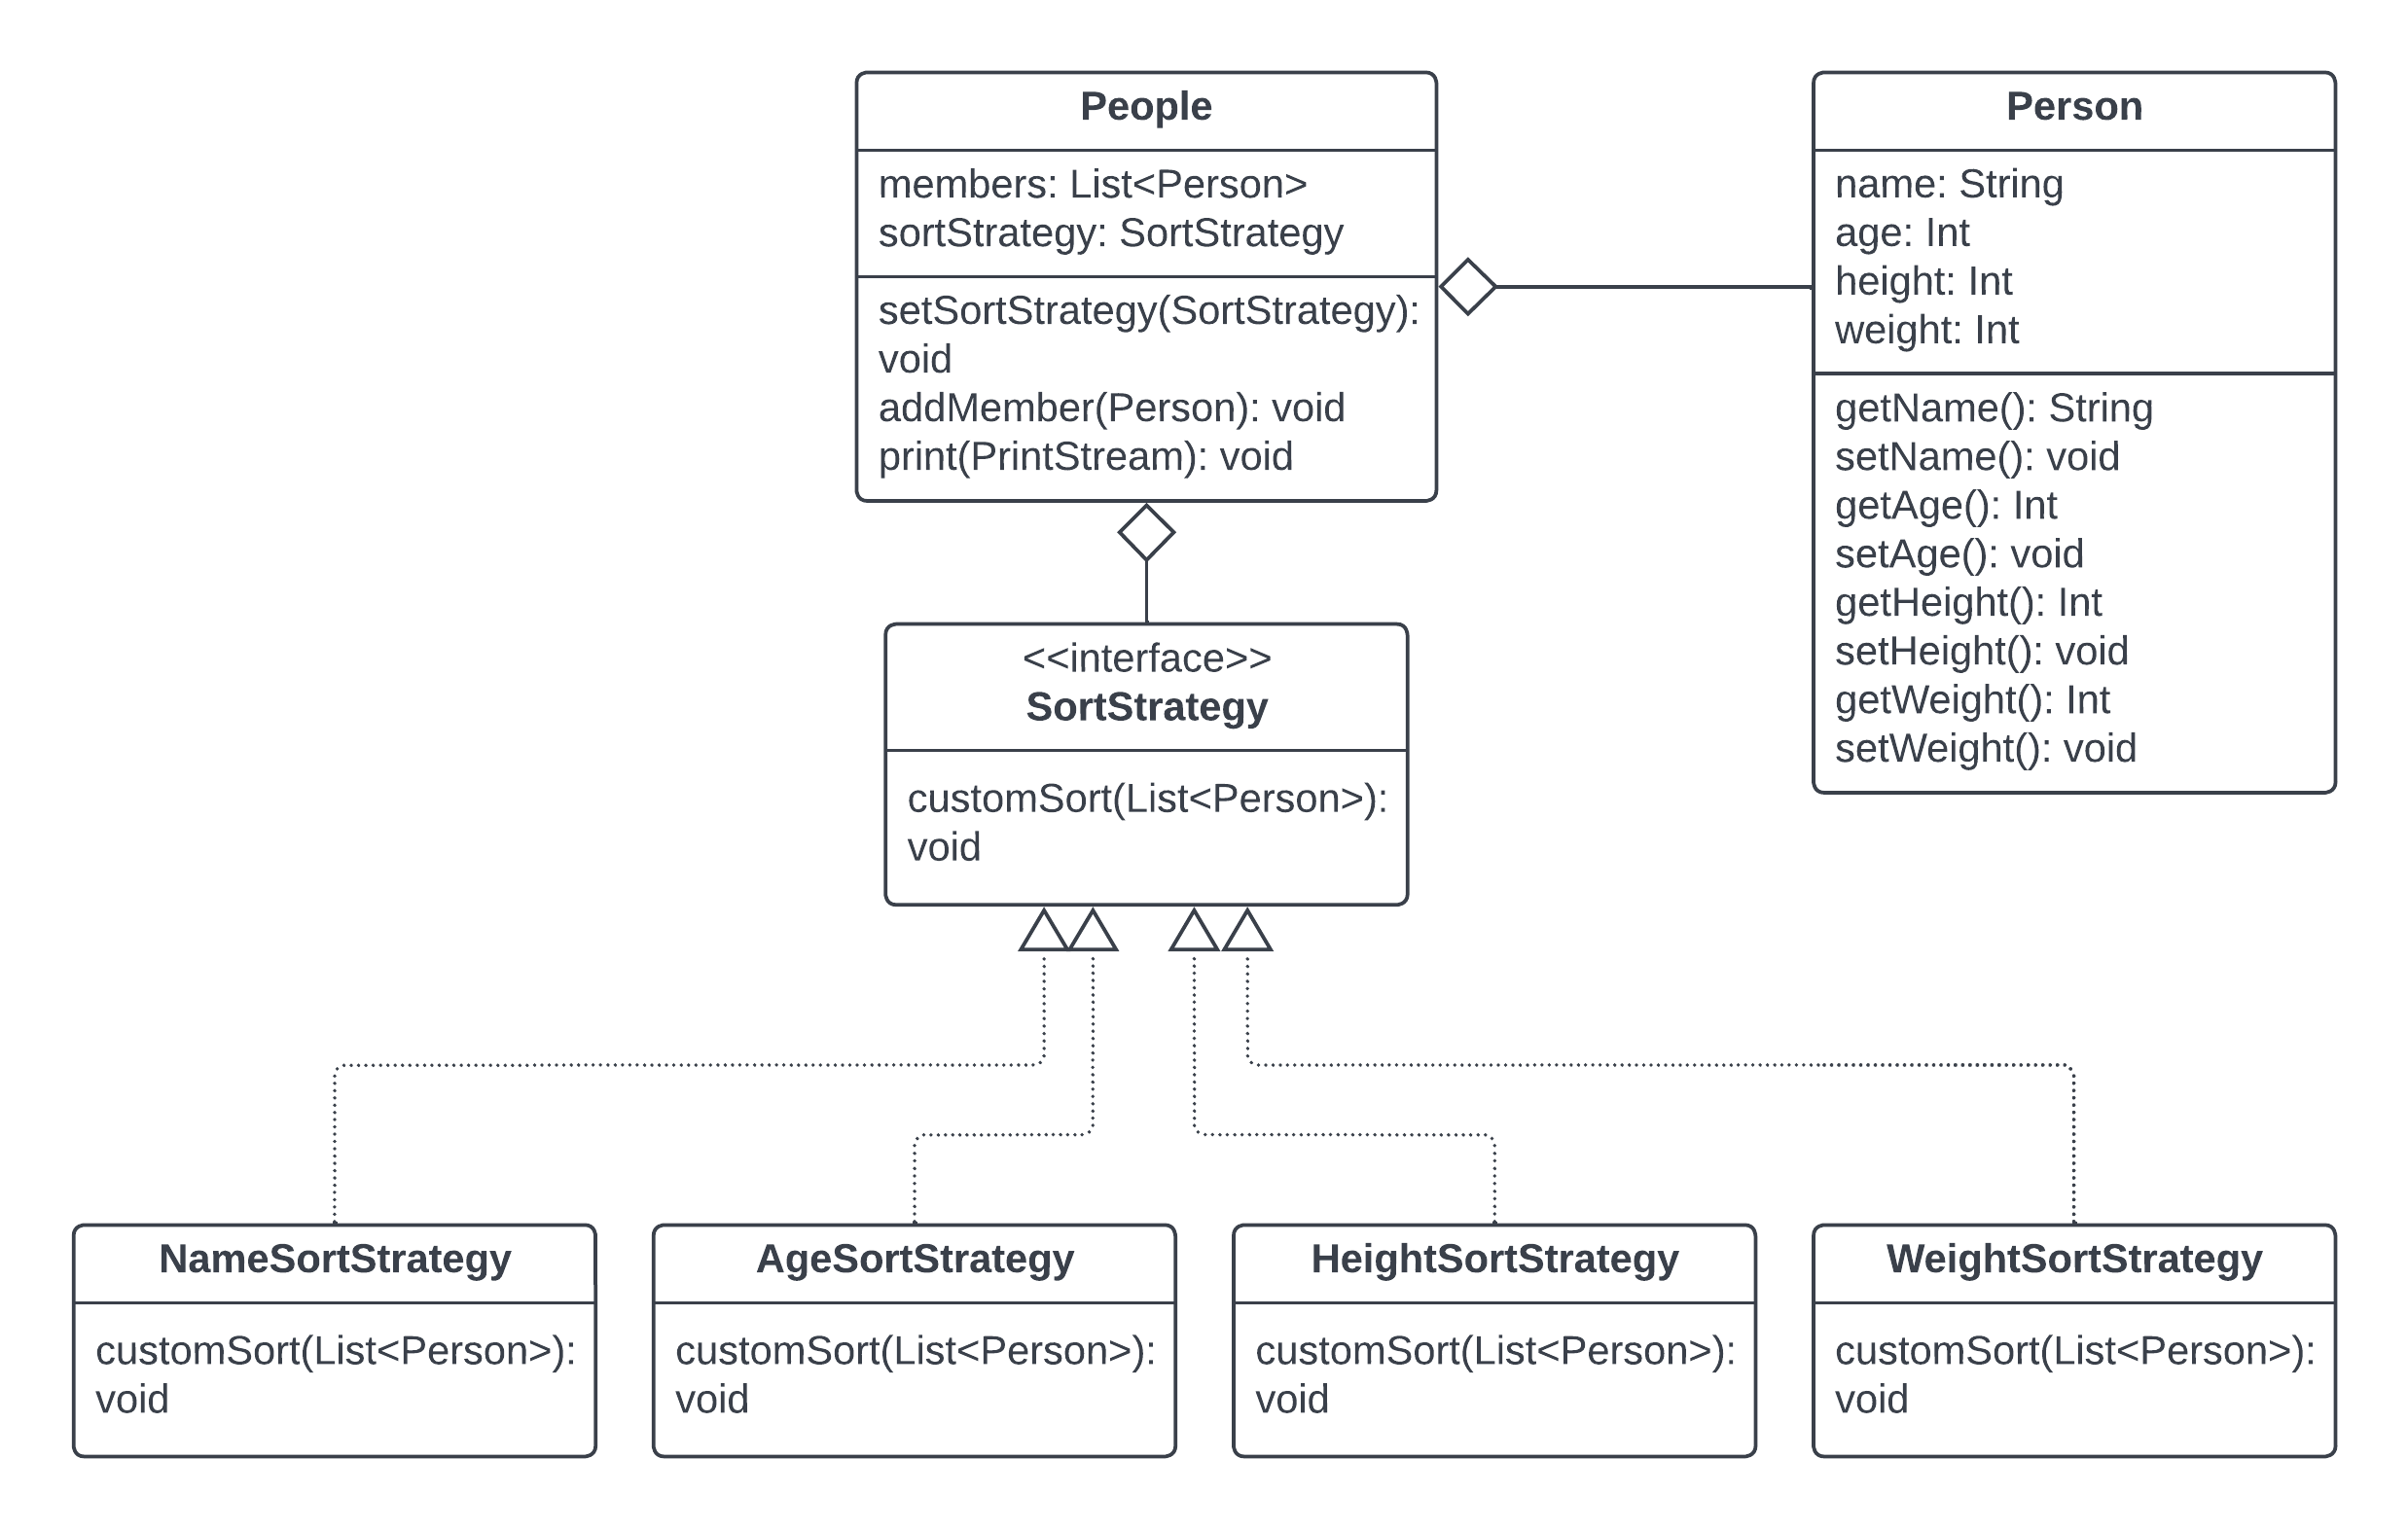 People
members: List<Person>
sortStrategy: SortStrategy
setSortStrategy(SortStrategy):
void
addMember(Person): void
print(PrintStream): void
Person
name: String
age: Int
height: Int
weight: Int
getName(): String
setName(): void
getAge(): Int
setAge(): void
getHeight(): Int
setHeight(): void
getWeight(): Int
setWeight(): void
<<interface>>
SortStrategy
customSort(List<Person>):
void
NameSortStrategy
customSort(List<Person>):
void
AgeSortStrategy
customSort(List<Person>):
void
HeightSortStrategy
customSort(List<Person>):
void
WeightSortStrategy
customSort(List<Person>):
void